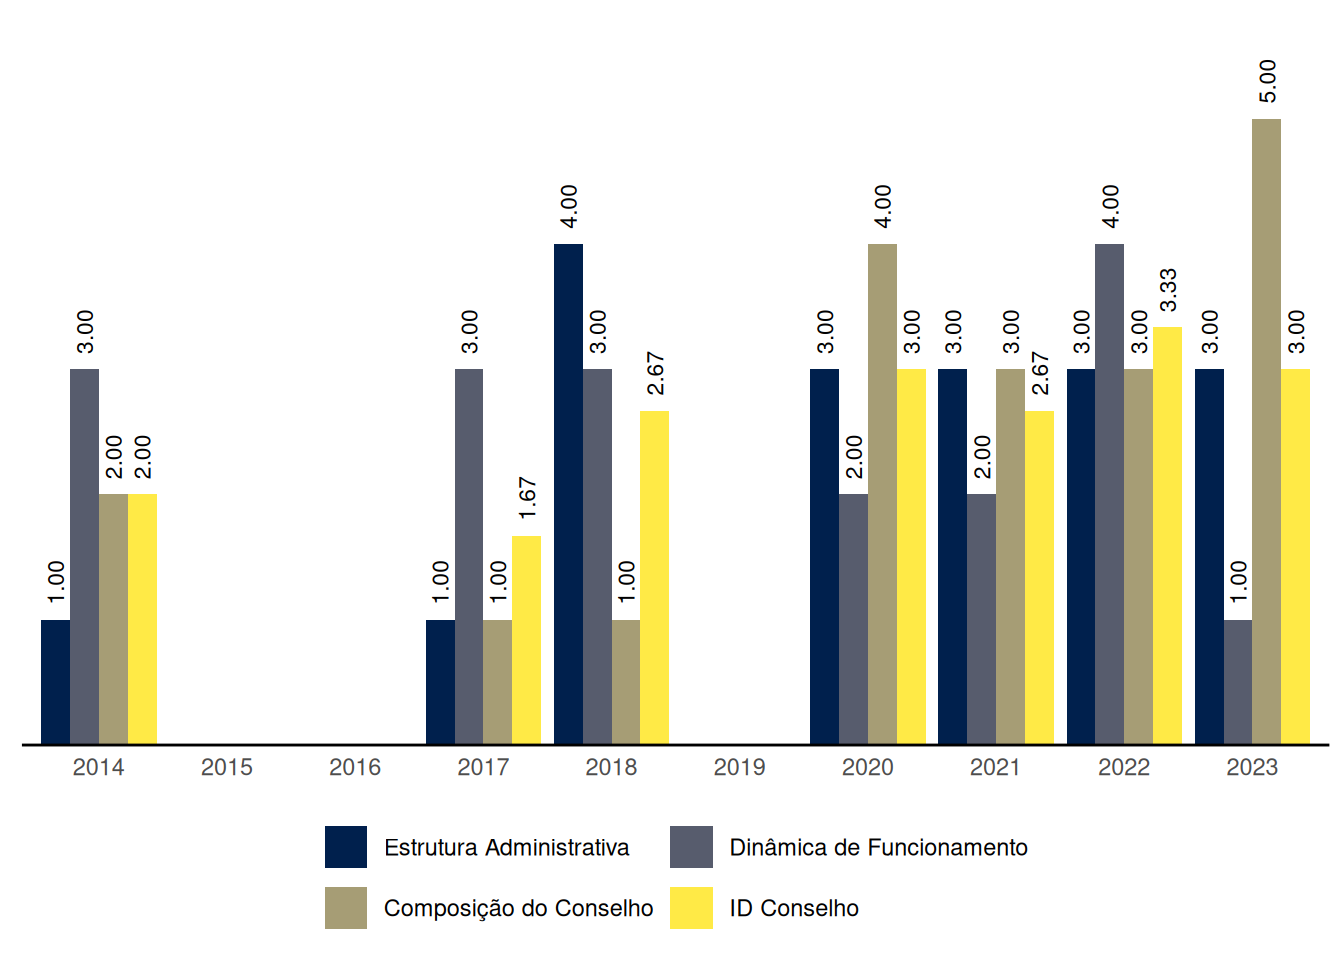 1.00 3.00 2.00 2.00
1.00 3.00 1.00 1.67
4.00 3.00 1.00 2.67
3.00 2.00 4.00 3.00
3.00 2.00 3.00 2.67
3.00 4.00 3.00 3.33
3.00 1.00 5.00 3.00
2014 2015 2016 2017 2018 2019 2020 2021 2022 2023
Estrutura Administrativa Dinâmica de Funcionamento
Composição do Conselho ID Conselho